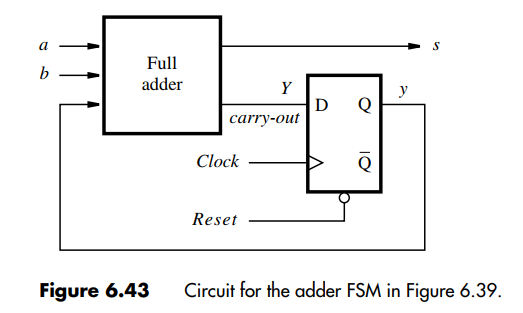 a
s
b
Full
adder
Y
y
D Q
carry-out
Clock
Q̅
Reset
Figure 6.43 Circuit for the adder FSM in Figure 6.39.